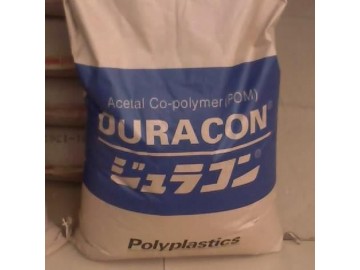 Acetal Co-polymer (POM)
DURACON®
ジュラコン®
Polyplastics